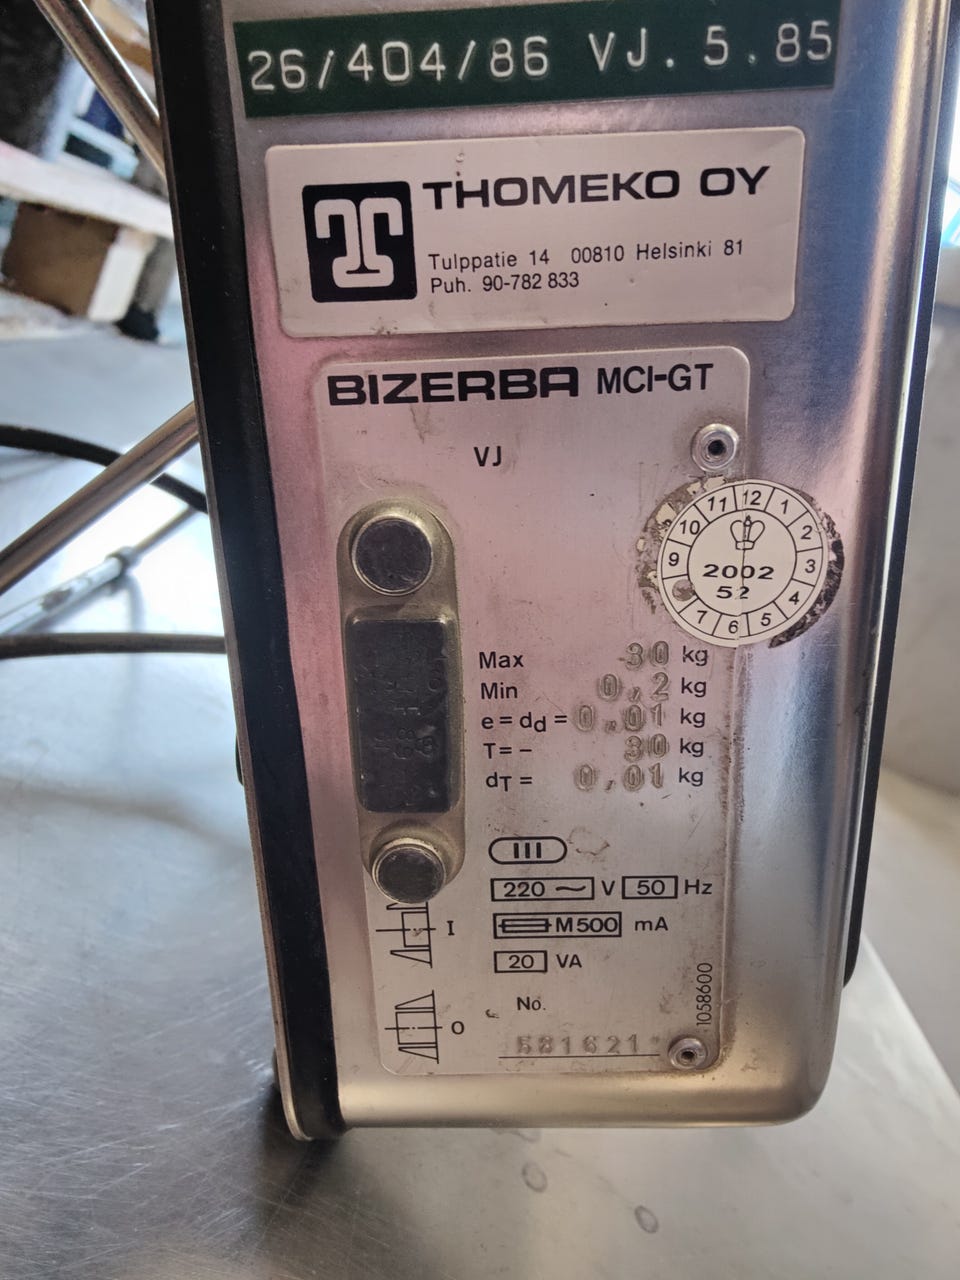 26/404/86 VJ. 5.85
T THOMEKO OY
Tulppatie 14 00810 Helsinki 81
Puh. 90-782 833
BIZERBA MCI-GT
VJ
11 12 1 2 3 4 5 6 7 9 10
2002
52
Max 30 kg
Min 0,2 kg
e = dd = 0,01 kg
T = - 30 kg
dT = 0,01 kg
III
220 ~ V 50 Hz
M500 mA
I
20 VA
No.
O
581621
1058600